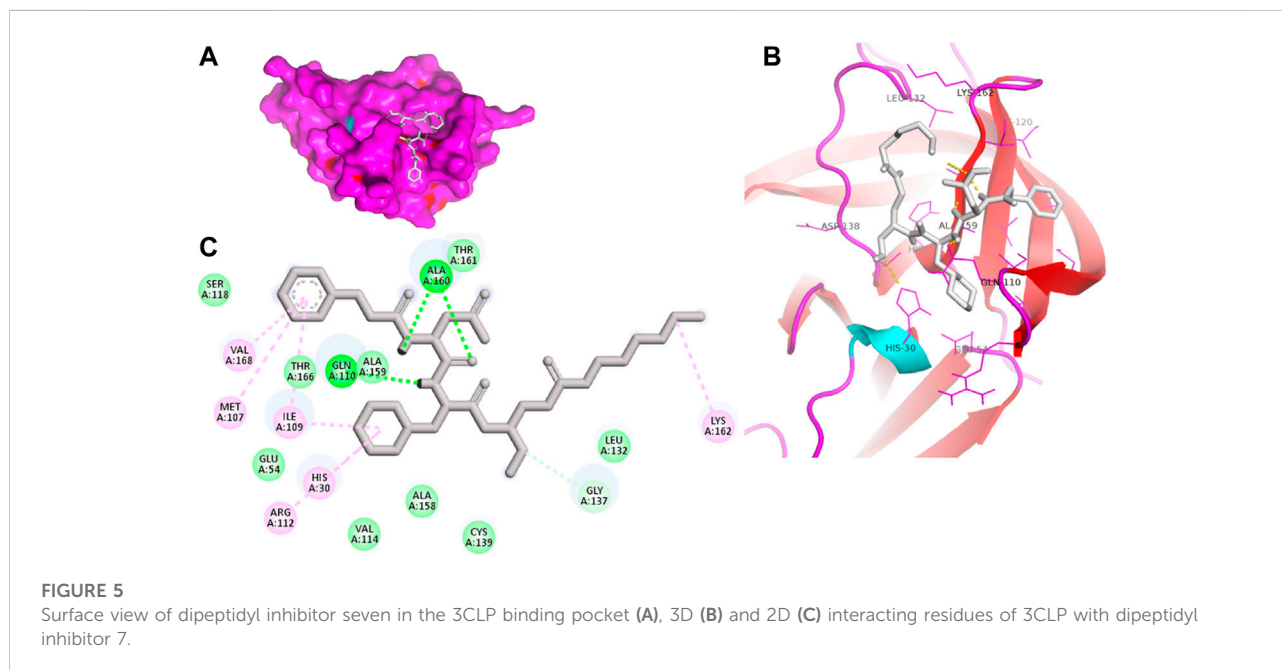 A
B
LEU-132
LYS-162
120
ASP-138
HIS-30
GLN-110
C
SER
A:118
ALA
A:160
THR
A:161
VAL
A:168
THR
A:166
GLN
A:110
ALA
A:159
MET
A:107
ILE
A:109
GLU
A:54
HIS
A:30
ARG
A:112
VAL
A:114
ALA
A:158
CYS
A:139
LEU
A:132
GLY
A:137
LYS
A:162
FIGURE 5
Surface view of dipeptidyl inhibitor seven in the 3CLP binding pocket (A), 3D (B) and 2D (C) interacting residues of 3CLP with dipeptidyl
inhibitor 7.